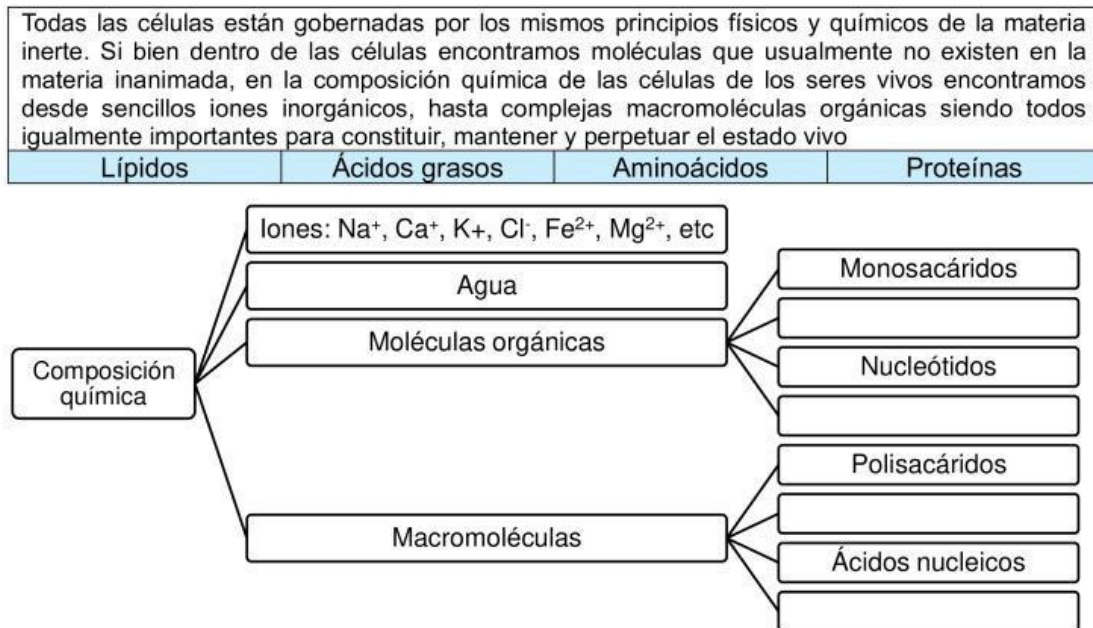 Todas las células están gobernadas por los mismos principios físicos y químicos de la materia
inerte. Si bien dentro de las células encontramos moléculas que usualmente no existen en la
materia inanimada, en la composición química de las células de los seres vivos encontramos
desde sencillos iones inorgánicos, hasta complejas macromoléculas orgánicas siendo todos
igualmente importantes para constituir, mantener y perpetuar el estado vivo
Lípidos Ácidos grasos Aminoácidos Proteínas
Iones: Na⁺, Ca⁺, K+, Cl⁻, Fe²⁺, Mg²⁺, etc
Agua
Moléculas orgánicas
Composición
química
Macromoléculas
Monosacáridos
Nucleótidos
Polisacáridos
Ácidos nucleicos